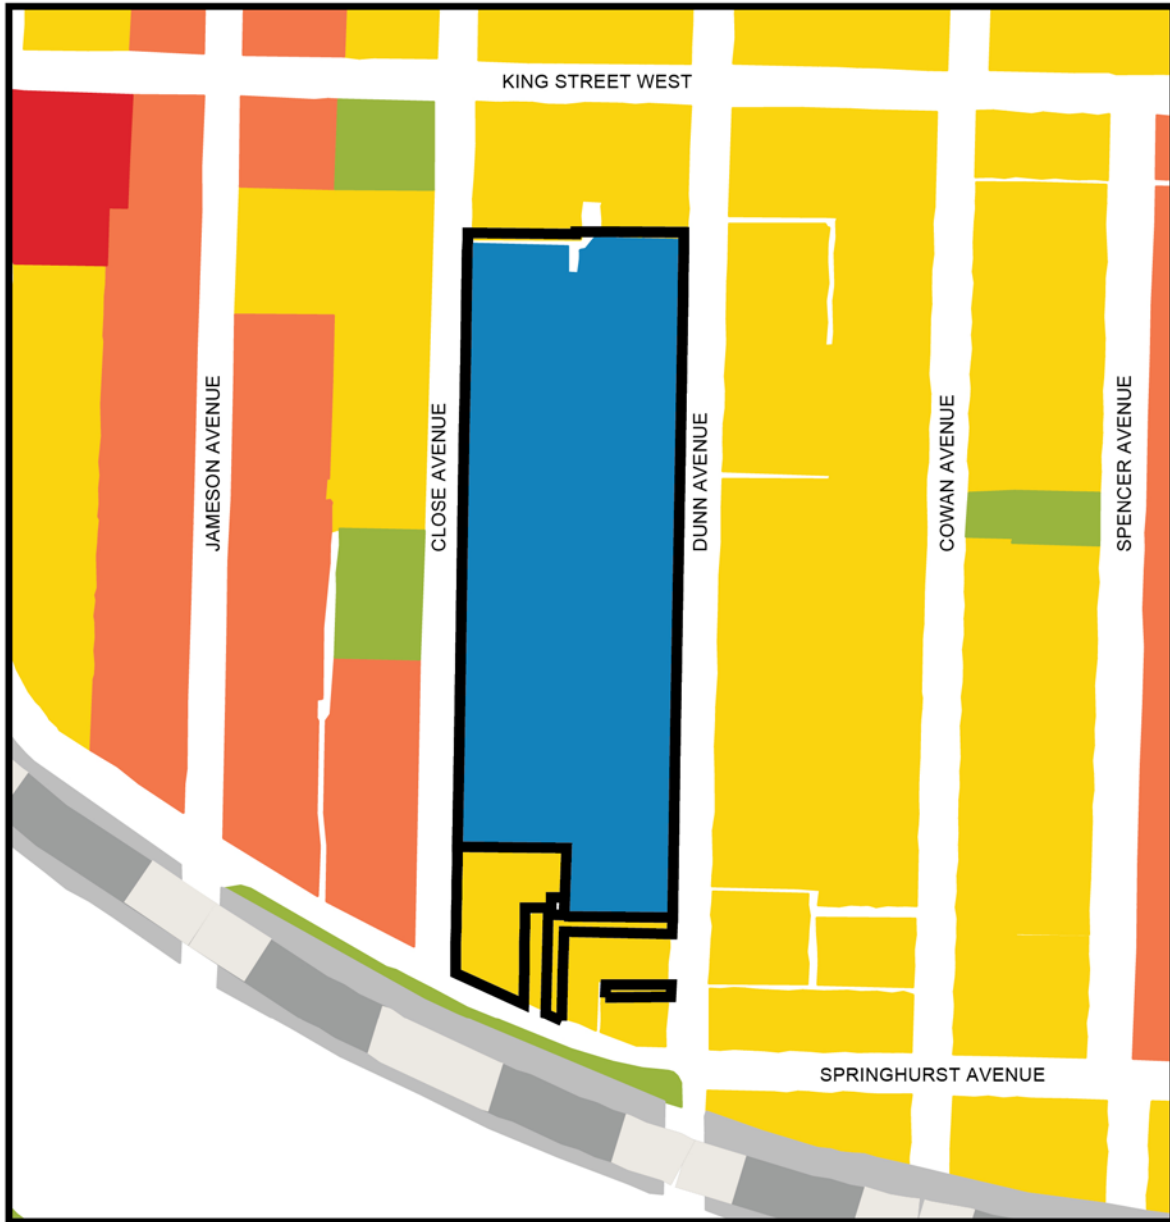 KING STREET WEST
JAMESON AVENUE
CLOSE AVENUE
DUNN AVENUE
COWAN AVENUE
SPENCER AVENUE
SPRINGHURST AVENUE